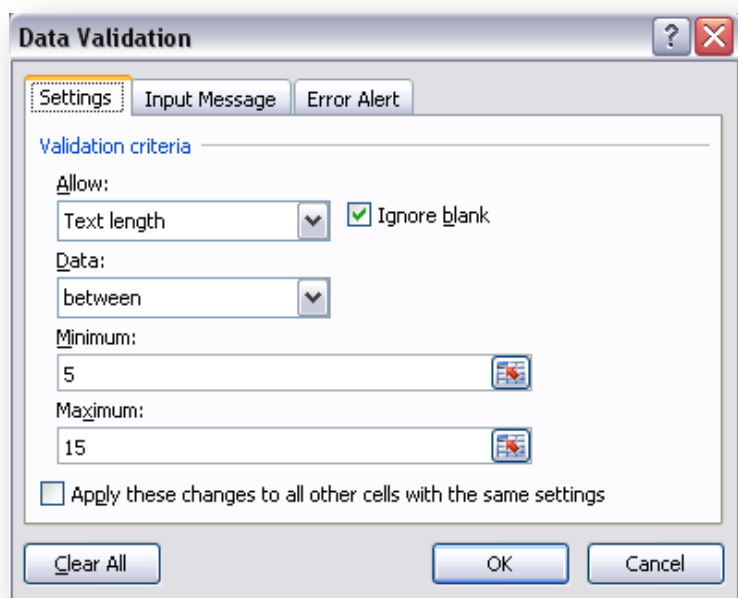 Data Validation
Settings Input Message Error Alert
Validation criteria
Allow:
Text length Ignore blank
Data:
between
Minimum:
5
Maximum:
15
Apply these changes to all other cells with the same settings
Clear All OK Cancel